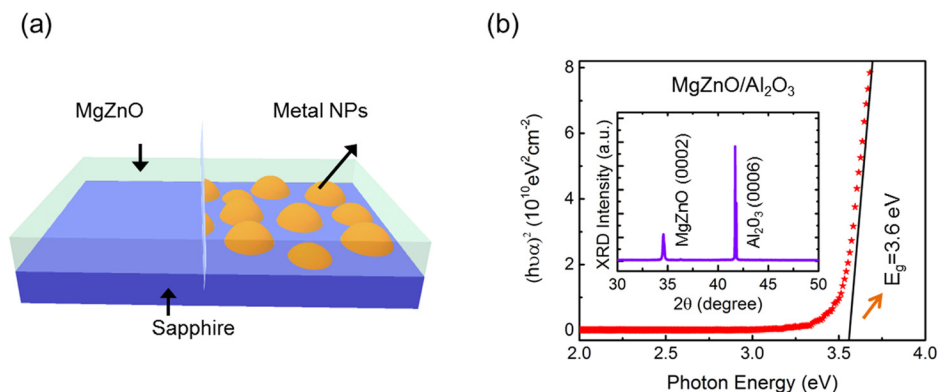 (a)
MgZnO
Metal NPs
Sapphire
(b)
(hυα)² (10¹⁰eV²cm⁻²)
8
6
4
2
0
MgZnO/Al₂O₃
XRD Intensity (a.u.)
MgZnO (0002)
Al₂O₃ (0006)
30 35 40 45 50
2θ (degree)
E_g=3.6 eV
2.0 2.5 3.0 3.5 4.0
Photon Energy (eV)